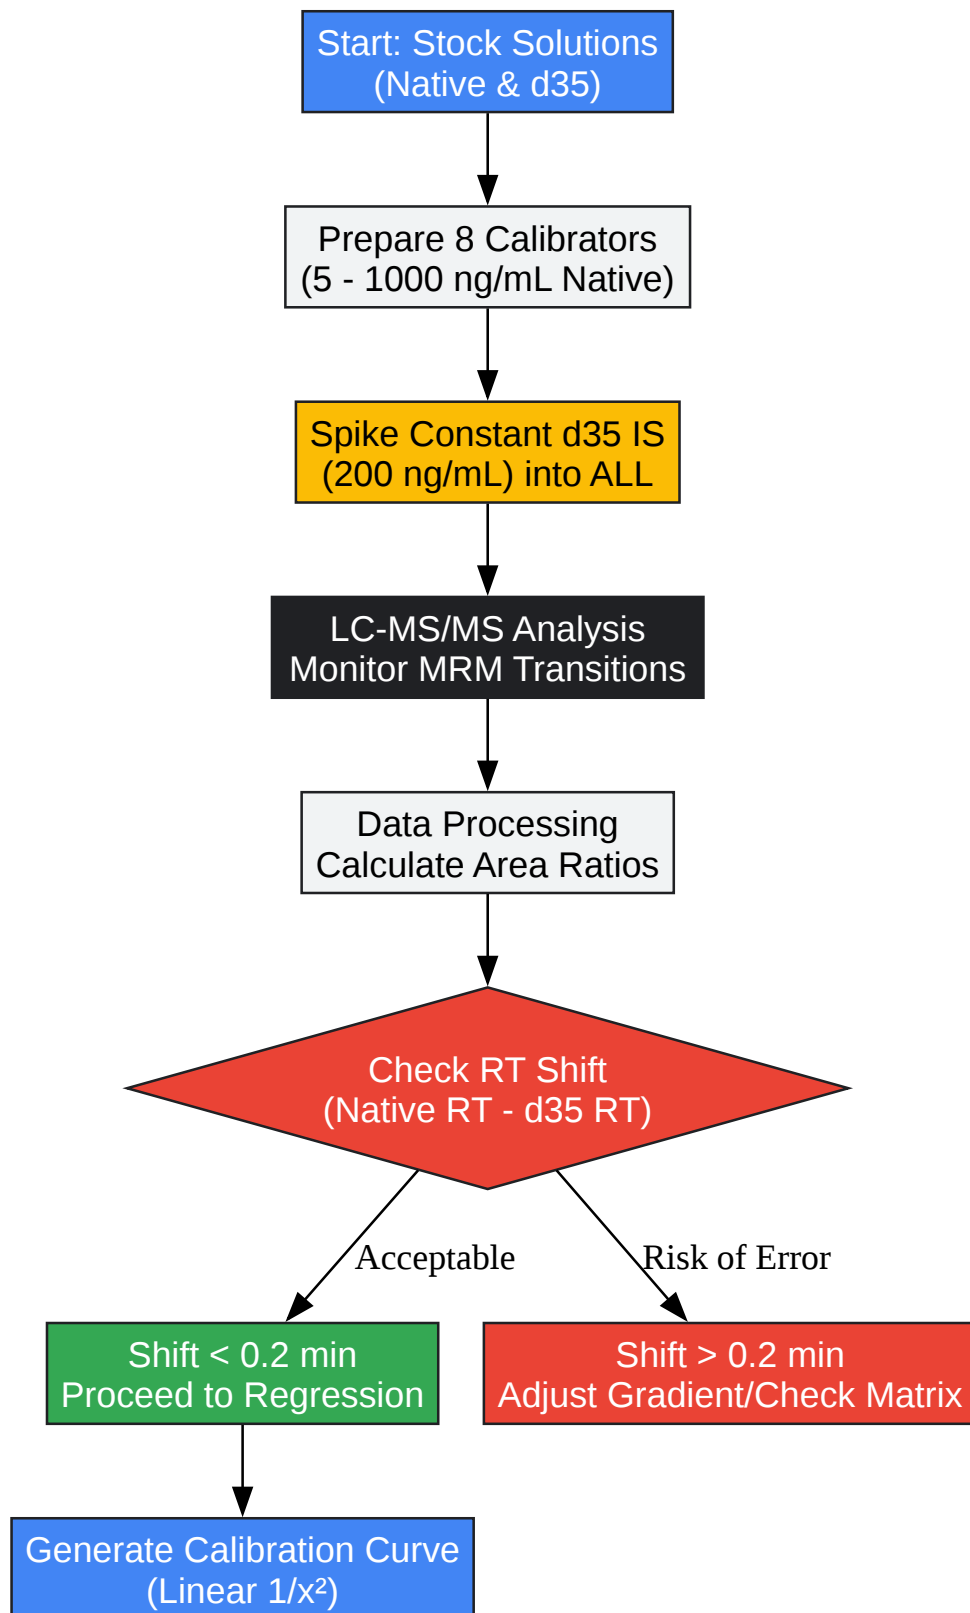 Start: Stock Solutions
(Native & d35)
Prepare 8 Calibrators
(5 - 1000 ng/mL Native)
Spike Constant d35 IS
(200 ng/mL) into ALL
LC-MS/MS Analysis
Monitor MRM Transitions
Data Processing
Calculate Area Ratios
Check RT Shift
(Native RT - d35 RT)
Acceptable
Risk of Error
Shift < 0.2 min
Proceed to Regression
Shift > 0.2 min
Adjust Gradient/Check Matrix
Generate Calibration Curve
(Linear 1/x²)